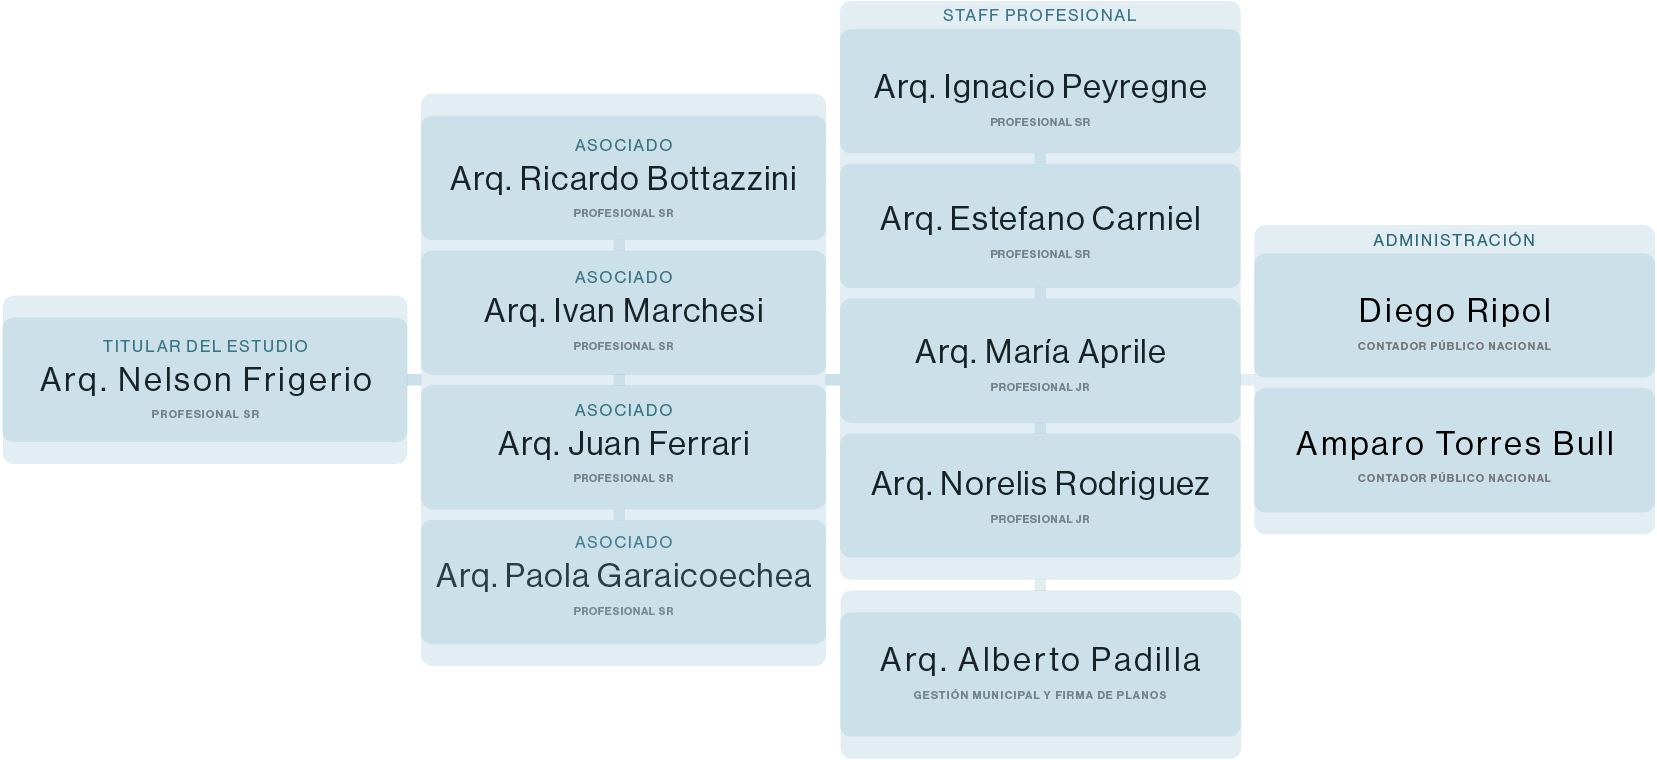 TITULAR DEL ESTUDIO
Arq. Nelson Frigerio
PROFESIONAL SR
ASOCIADO
Arq. Ricardo Bottazzini
PROFESIONAL SR
ASOCIADO
Arq. Ivan Marchesi
PROFESIONAL SR
ASOCIADO
Arq. Juan Ferrari
PROFESIONAL SR
ASOCIADO
Arq. Paola Garaicoechea
PROFESIONAL SR
STAFF PROFESIONAL
Arq. Ignacio Peyregne
PROFESIONAL SR
Arq. Estefano Carniel
PROFESIONAL SR
Arq. María Aprile
PROFESIONAL JR
Arq. Norelis Rodriguez
PROFESIONAL JR
Arq. Alberto Padilla
GESTIÓN MUNICIPAL Y FIRMA DE PLANOS
ADMINISTRACIÓN
Diego Ripol
CONTADOR PÚBLICO NACIONAL
Amparo Torres Bull
CONTADOR PÚBLICO NACIONAL